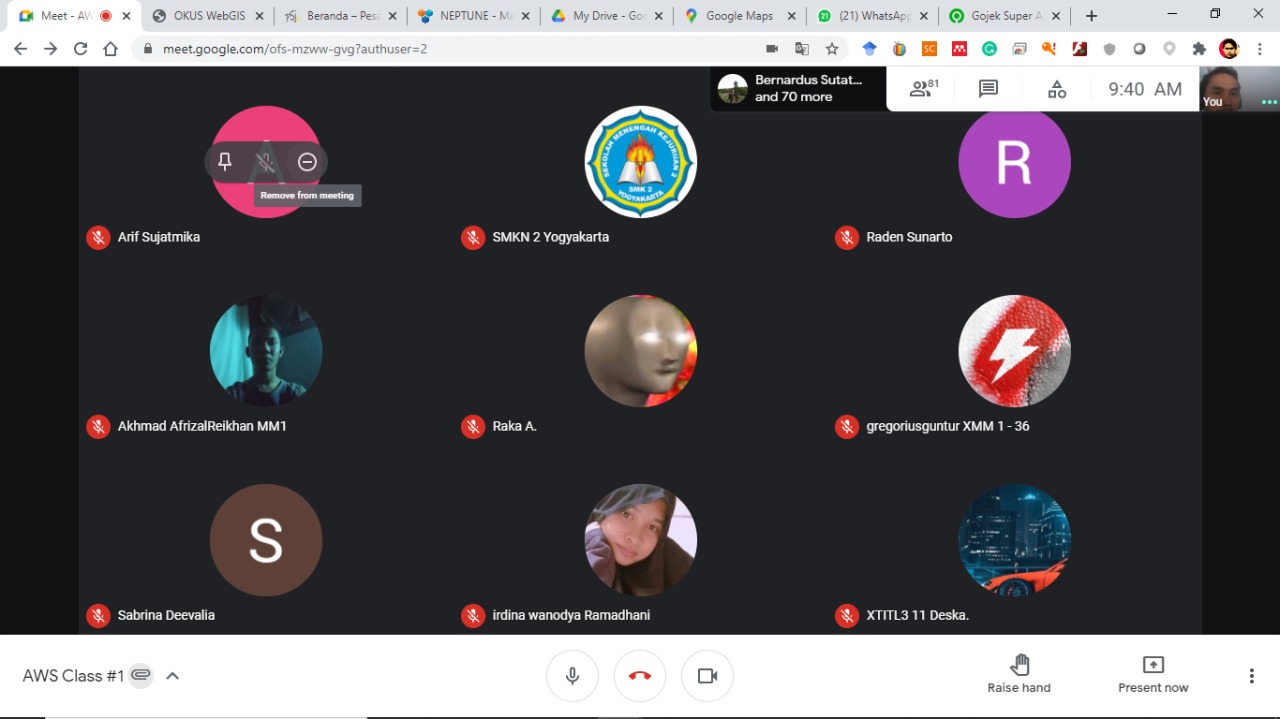 Meet - AW
OKUS WebGIS
Beranda – Pesa
NEPTUNE - Ma
My Drive - Goo
Google Maps
(21) WhatsApp
Gojek Super A
meet.google.com/ofs-mzww-gvg?authuser=2
SC
Bernardus Sutat...
and 70 more
81
9:40 AM
You
A
Remove from meeting
Arif Sujatmika
SEKOLAH MENENGAH KEJURUAN 2
SMK 2
YOGYAKARTA
SMKN 2 Yogyakarta
R
Raden Sunarto
Akhmad AfrizalReikhan MM1
Raka A.
gregoriusguntur XMM 1 - 36
S
Sabrina Deevalia
irdina wanodya Ramadhani
XTITL3 11 Deska.
AWS Class #1
Raise hand
Present now